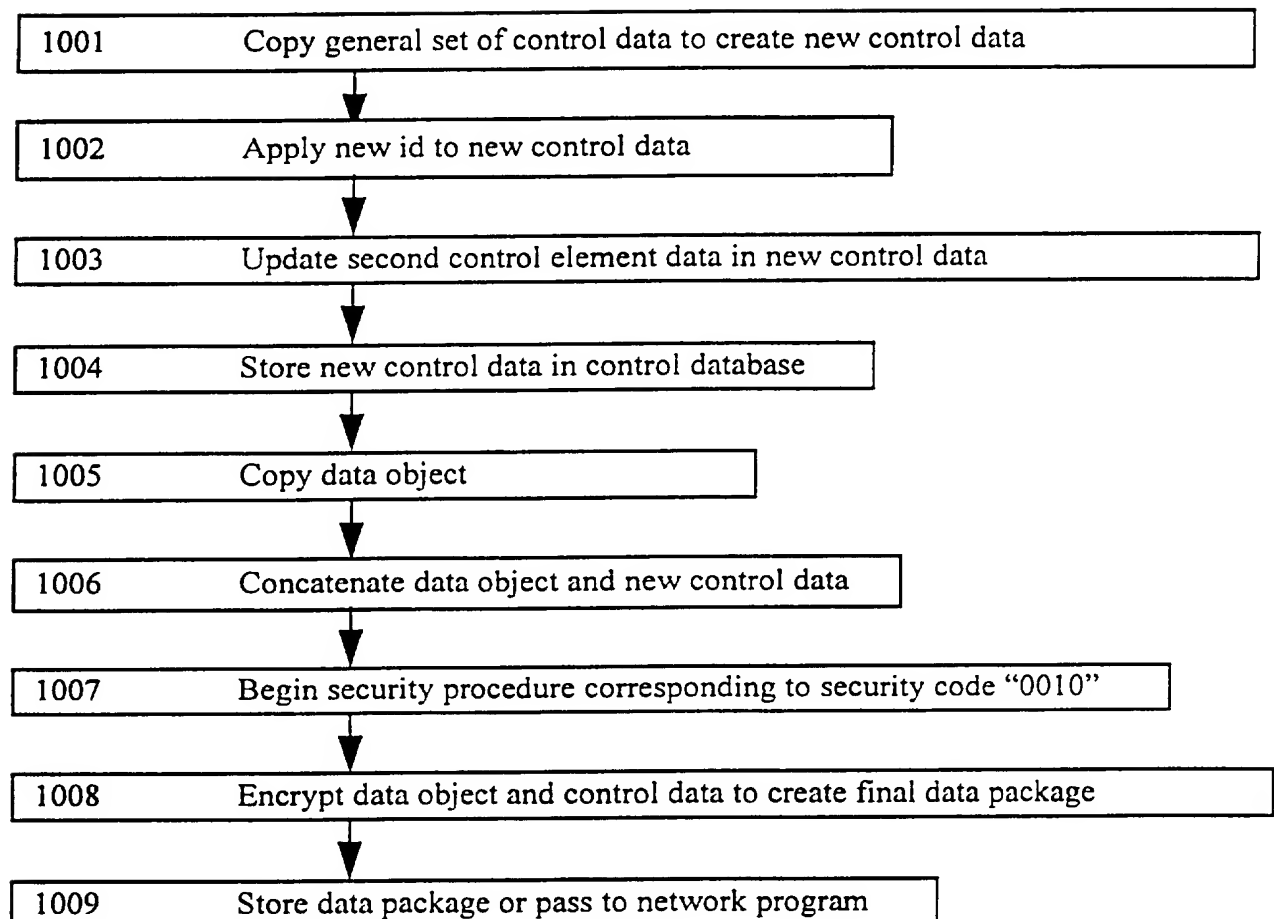 1001 Copy general set of control data to create new control data
1002 Apply new id to new control data
1003 Update second control element data in new control data
1004 Store new control data in control database
1005 Copy data object
1006 Concatenate data object and new control data
1007 Begin security procedure corresponding to security code “0010”
1008 Encrypt data object and control data to create final data package
1009 Store data package or pass to network program